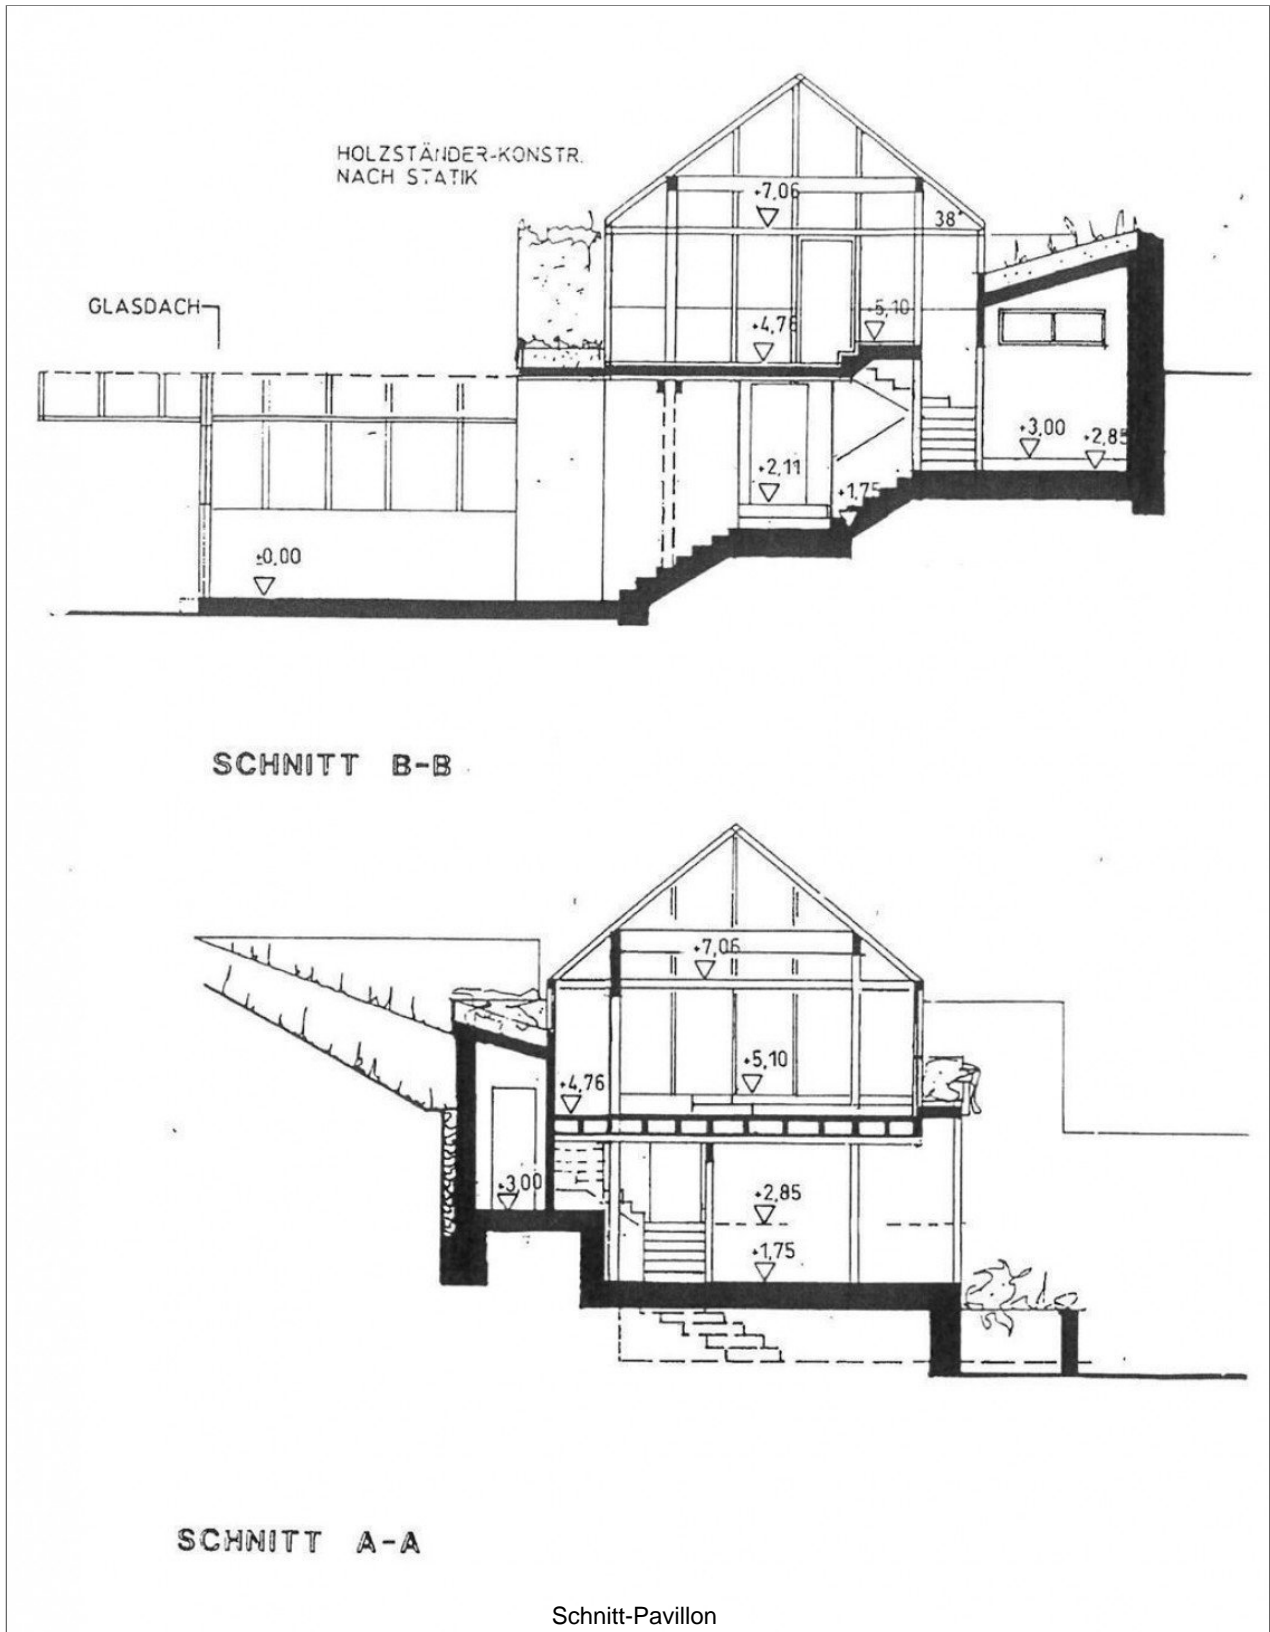 HOLZSTÄNDER-KONSTR.
NACH STATIK
+7,06
38°
GLASDACH
+5,10
+4,76
+3,00
+2,85
+2,11
+1,75
±0,00
SCHNITT B-B
+7,06
+5,10
+4,76
+3,00
+2,85
+1,75
SCHNITT A-A
Schnitt-Pavillon